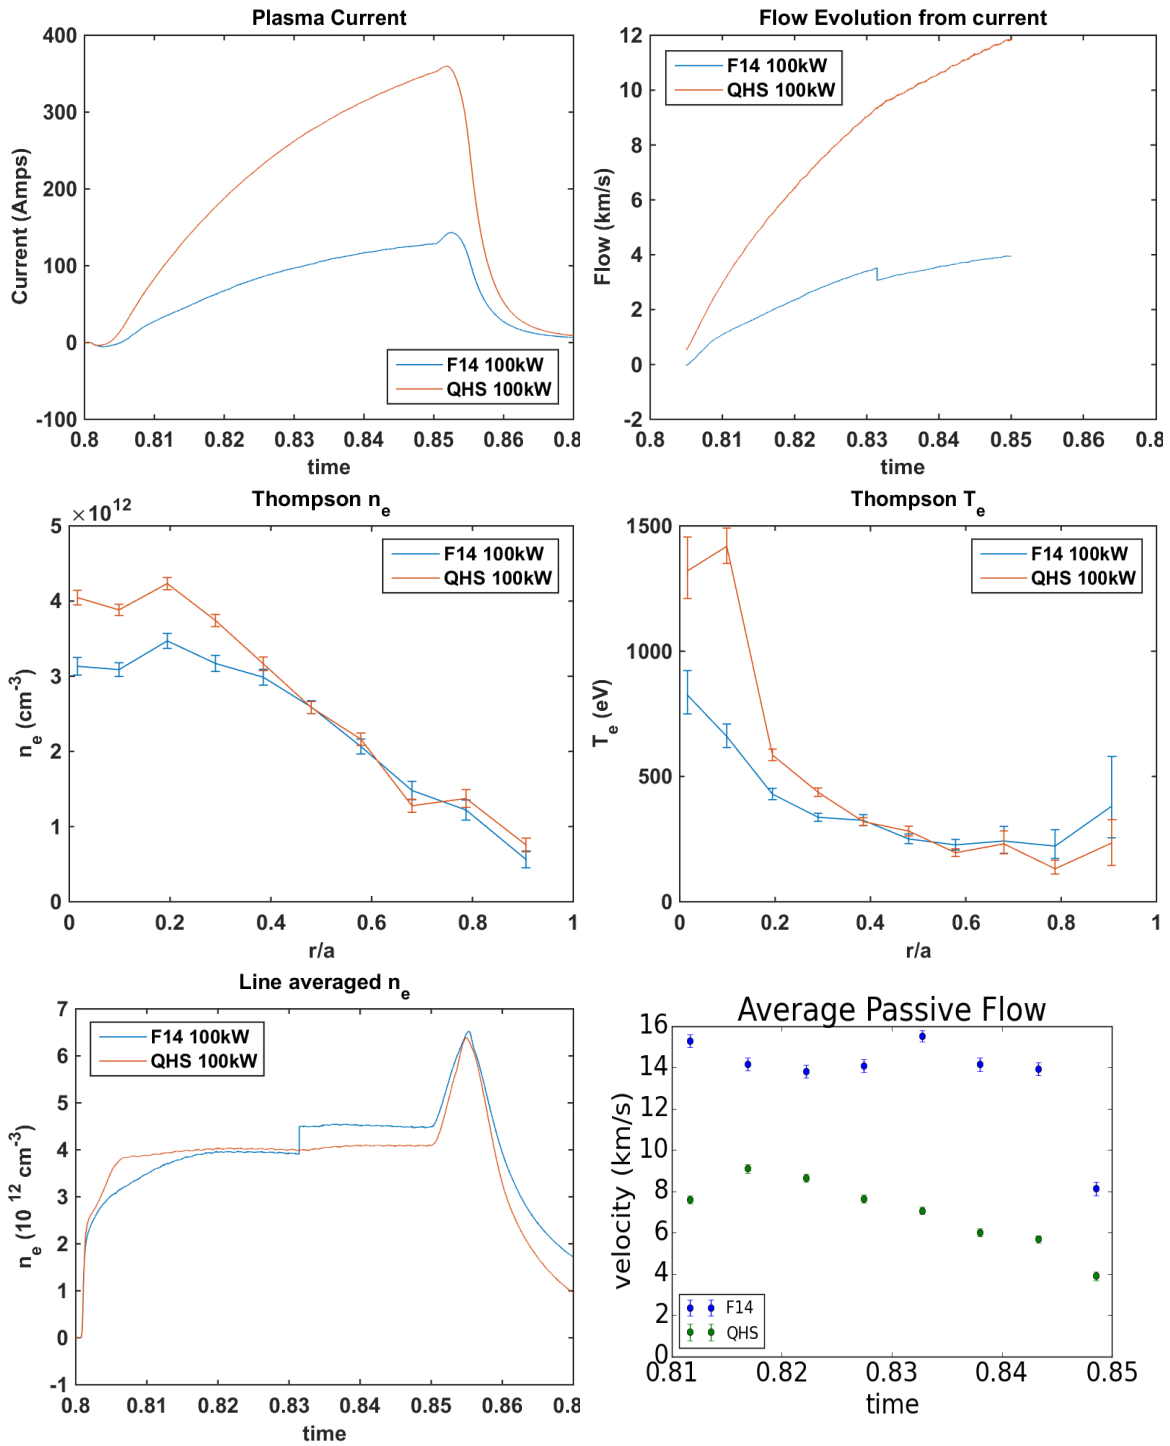 Plasma Current
400
300
200
100
0
-100
Current (Amps)
F14 100kW
QHS 100kW
0.8 0.81 0.82 0.83 0.84 0.85 0.86 0.8
time
Flow Evolution from current
12
10
8
6
4
2
0
-2
Flow (km/s)
F14 100kW
QHS 100kW
0.8 0.81 0.82 0.83 0.84 0.85 0.86 0.8
time
Thompson ne
×10^12
5
4
3
2
1
0
ne (cm-3)
F14 100kW
QHS 100kW
0 0.2 0.4 0.6 0.8 1
r/a
Thompson Te
1500
1000
500
0
Te (eV)
F14 100kW
QHS 100kW
0 0.2 0.4 0.6 0.8 1
r/a
Line averaged ne
7
6
5
4
3
2
1
0
-1
ne (10 12 cm-3)
F14 100kW
QHS 100kW
0.8 0.81 0.82 0.83 0.84 0.85 0.86 0.8
time
Average Passive Flow
16
14
12
10
8
6
4
2
0
velocity (km/s)
F14
QHS
0.81 0.82 0.83 0.84 0.85
time